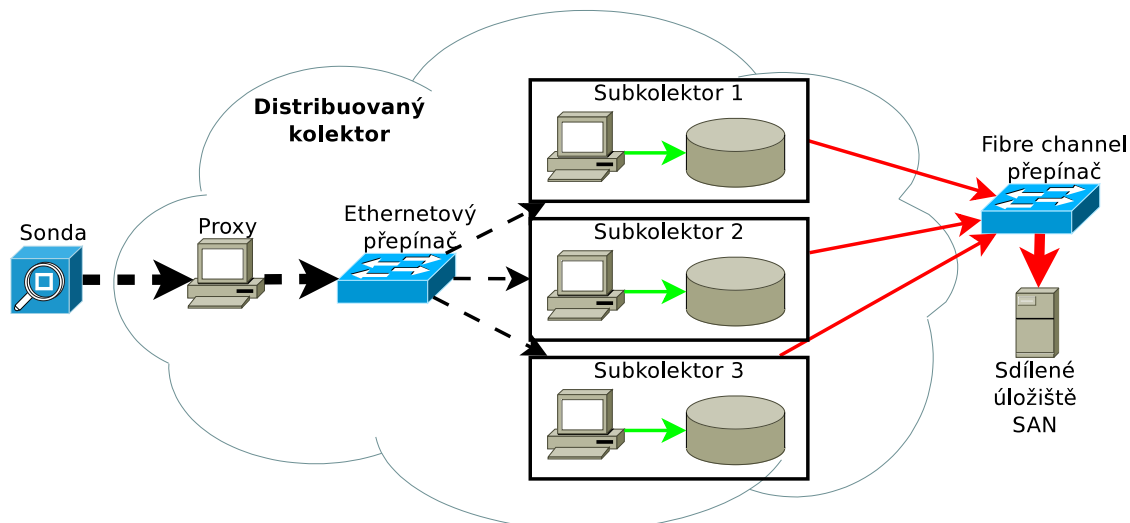 Distribuovaný
kolektor
Sonda
Proxy
Ethernetový
přepínač
Subkolektor 1
Subkolektor 2
Subkolektor 3
Fibre channel
přepínač
Sdílené
úložiště
SAN